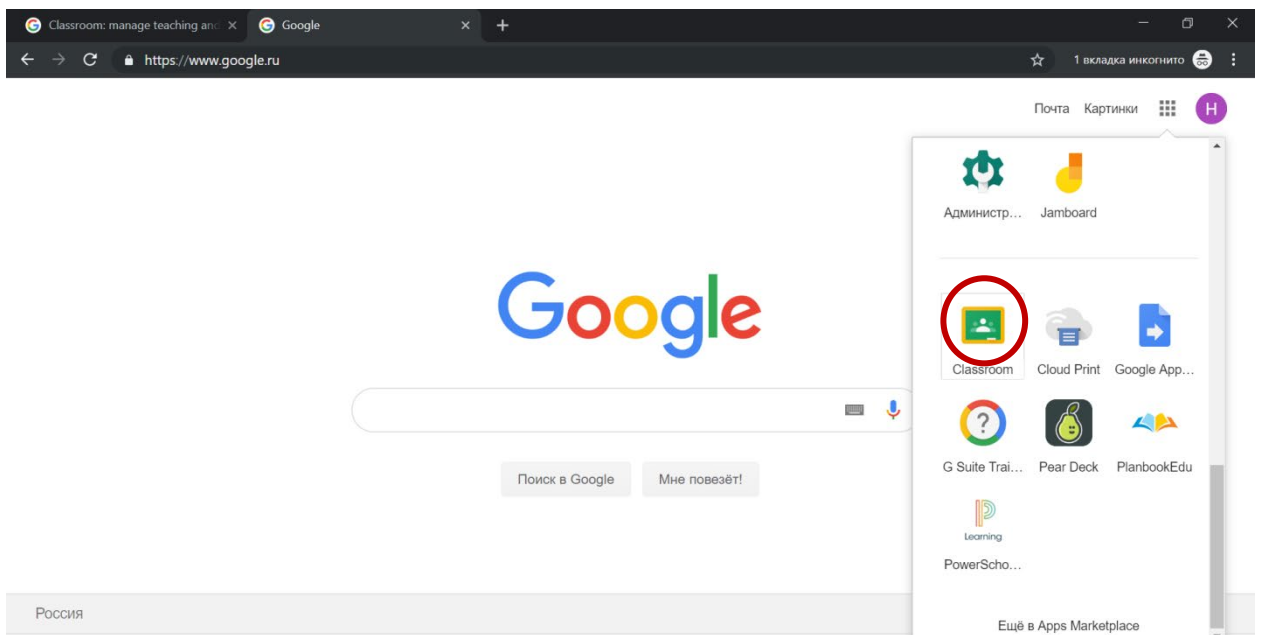 Classroom: manage teaching and
Google
https://www.google.ru
1 вкладка инкогнито
Почта Картинки
H
Администр... Jamboard
Google
Classroom Cloud Print Google App...
G Suite Trai... Pear Deck PlanbookEdu
Поиск в Google Мне повезёт!
Learning
PowerScho...
Россия
Ещё в Apps Marketplace